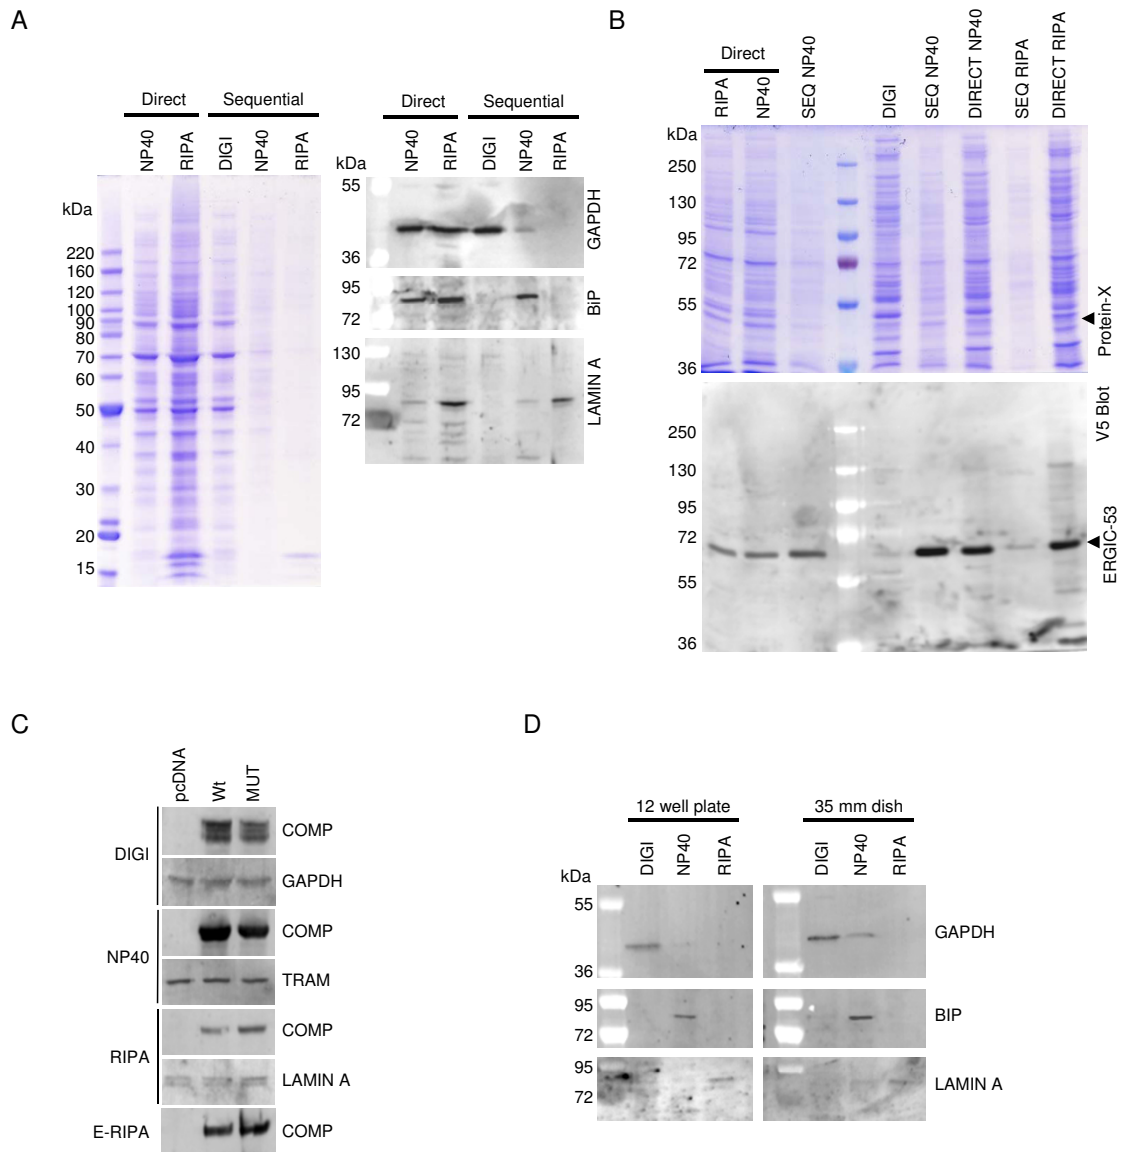 A
Direct Sequential
NP40 RIPA DIGI NP40 RIPA
kDa
220
160
120
100
90
80
70
60
50
40
30
20
15
Direct Sequential
kDa NP40 RIPA DIGI NP40 RIPA
55
36
GAPDH
95
72
BiP
130
95
72
LAMIN A
B
Direct
RIPA NP40 SEQ NP40 DIGI SEQ NP40 DIRECT NP40 SEQ RIPA DIRECT RIPA
kDa
250
130
95
72
55
36
Protein-X
V5 Blot
250
130
95
72
55
36
ERGIC-53
C
pcDNA Wt MUT
DIGI
COMP
GAPDH
NP40
COMP
TRAM
RIPA
COMP
LAMIN A
E-RIPA COMP
D
12 well plate 35 mm dish
DIGI NP40 RIPA DIGI NP40 RIPA
kDa
55
36
GAPDH
95
72
BIP
95
72
LAMIN A